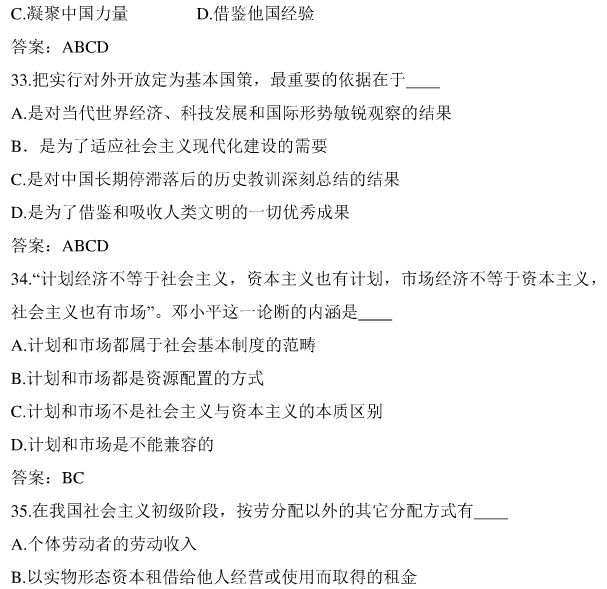 C.凝聚中国力量 D.借鉴他国经验
答案：ABCD
33.把实行对外开放定为基本国策，最重要的依据在于____
A.是对当代世界经济、科技发展和国际形势敏锐观察的结果
B．是为了适应社会主义现代化建设的需要
C.是对中国长期停滞落后的历史教训深刻总结的结果
D.是为了借鉴和吸收人类文明的一切优秀成果
答案：ABCD
34.“计划经济不等于社会主义，资本主义也有计划，市场经济不等于资本主义，
社会主义也有市场”。邓小平这一论断的内涵是____
A.计划和市场都属于社会基本制度的范畴
B.计划和市场都是资源配置的方式
C.计划和市场不是社会主义与资本主义的本质区别
D.计划和市场是不能兼容的
答案：BC
35.在我国社会主义初级阶段，按劳分配以外的其它分配方式有____
A.个体劳动者的劳动收入
B.以实物形态资本租借给他人经营或使用而取得的租金